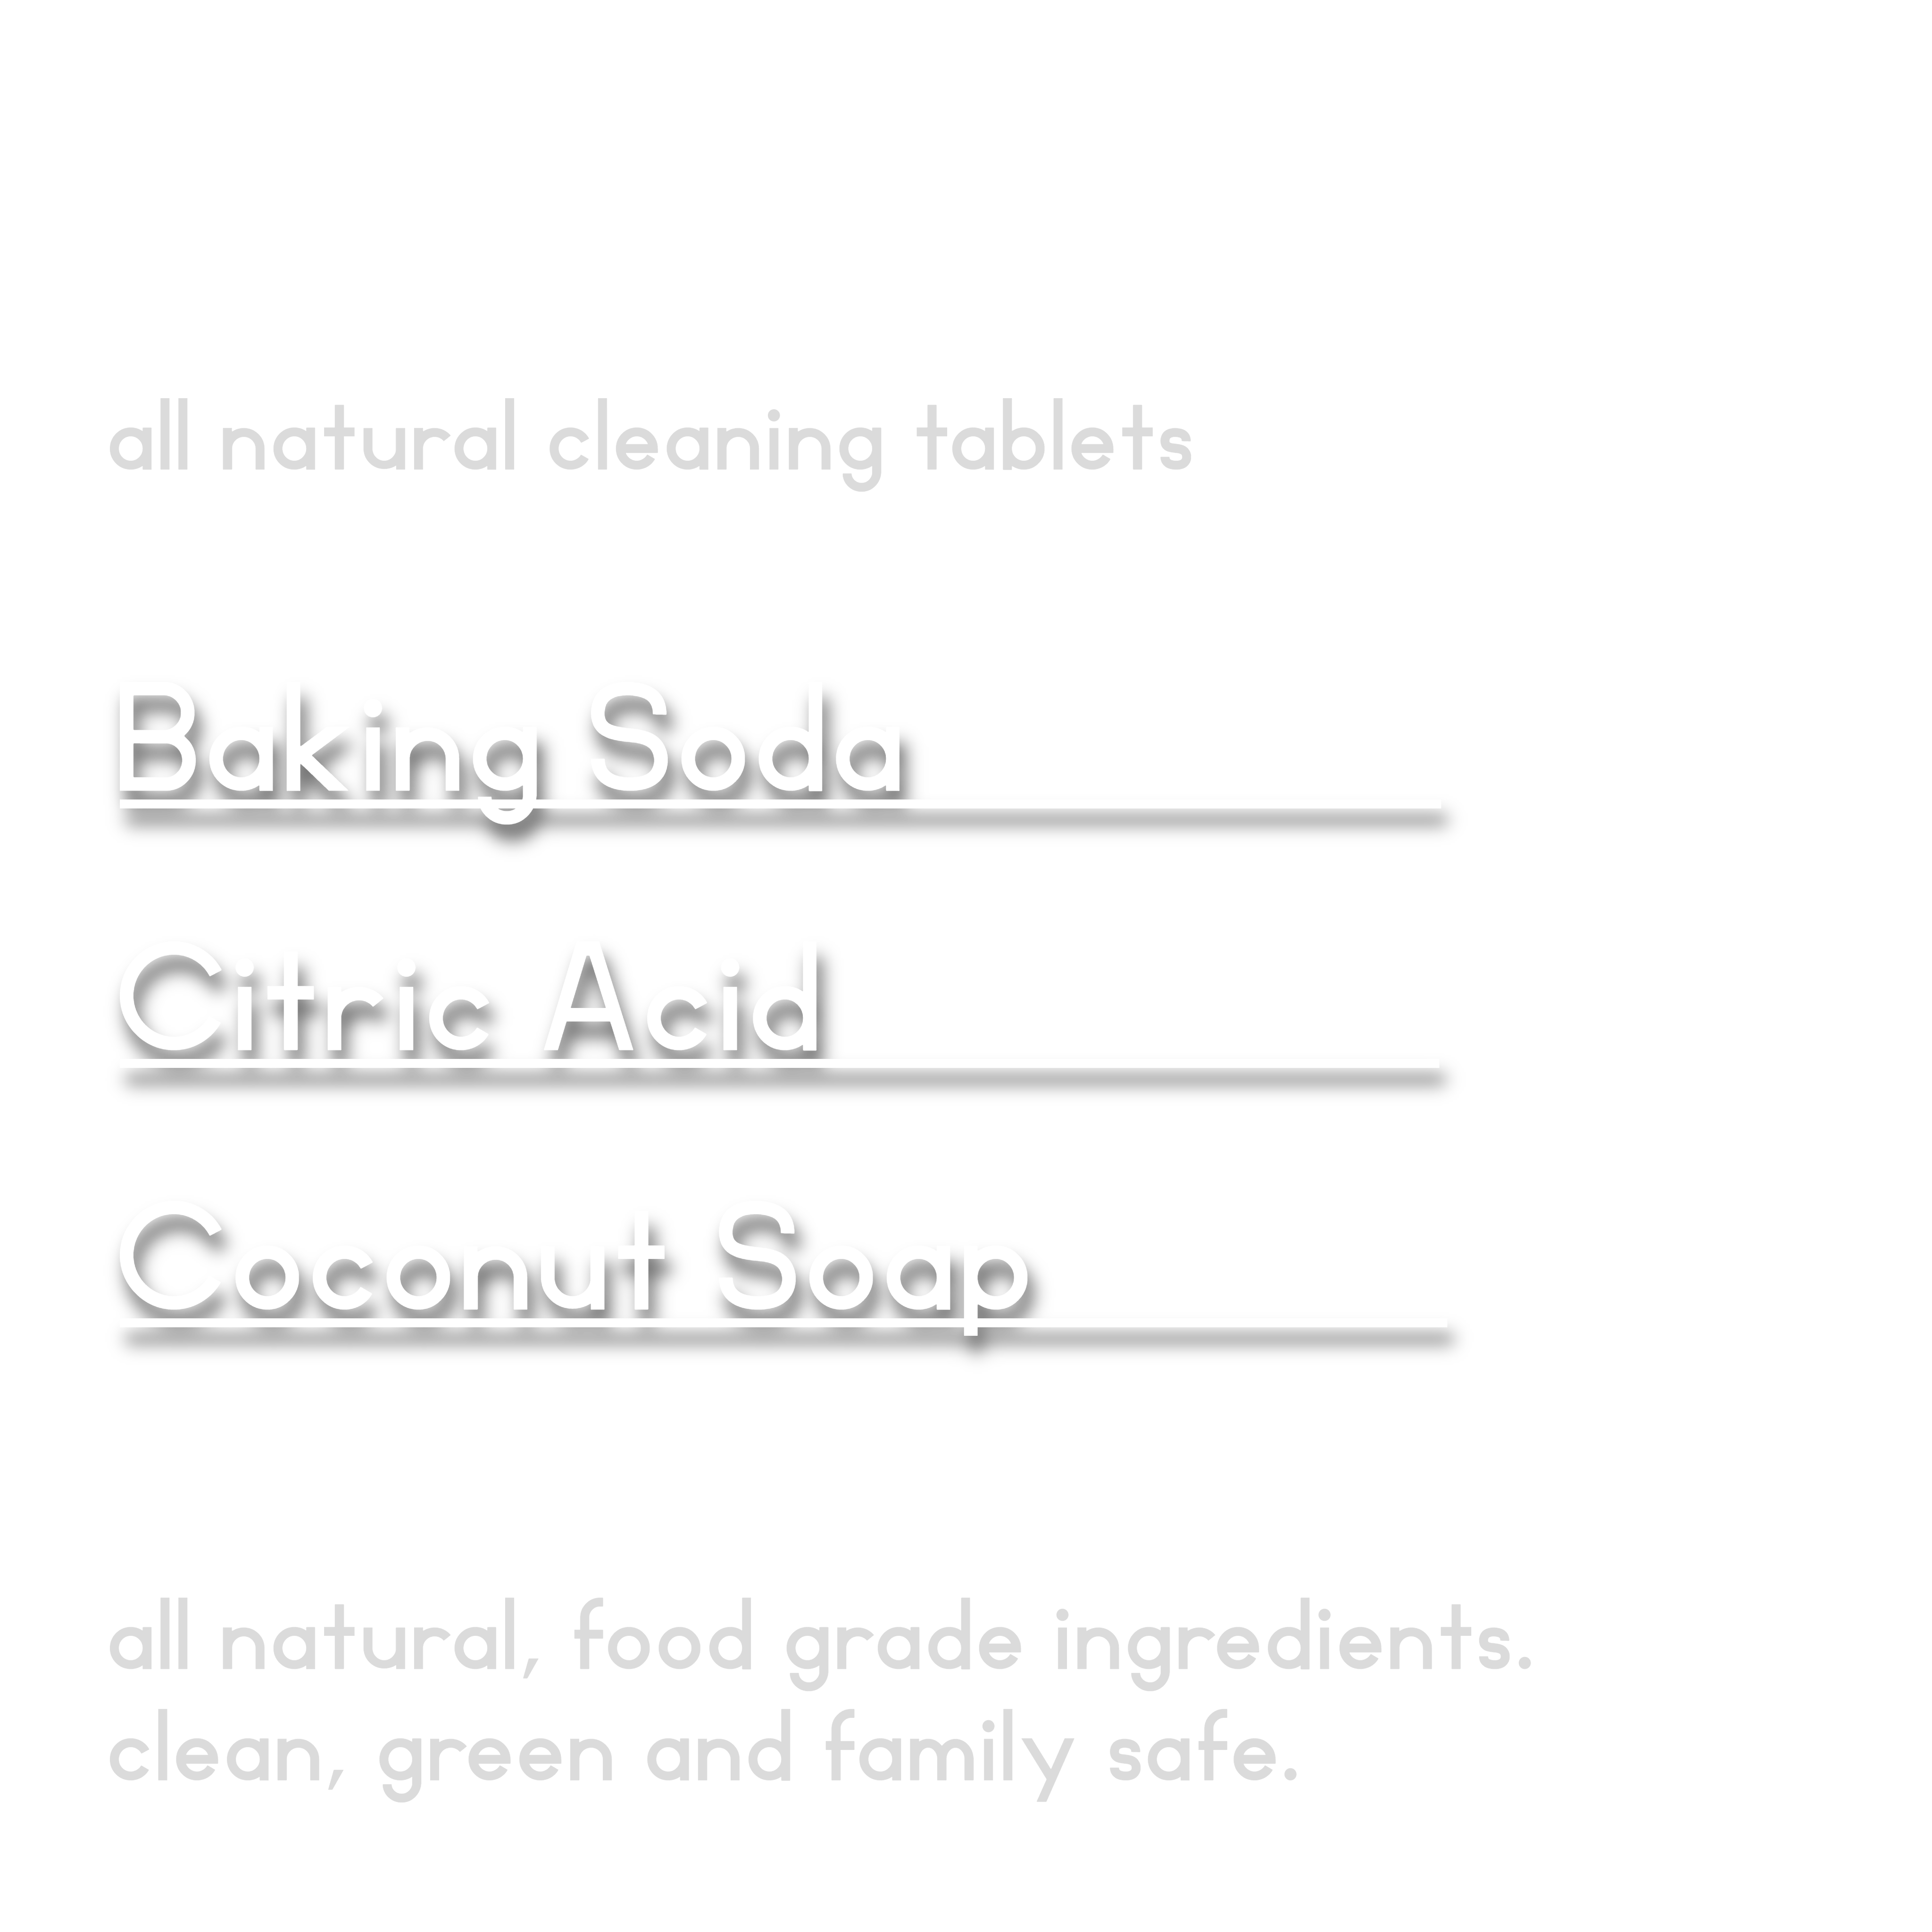 all natural cleaning tablets
Baking Soda
Citric Acid
Coconut Soap
all natural, food grade ingredients.
clean, green and family safe.